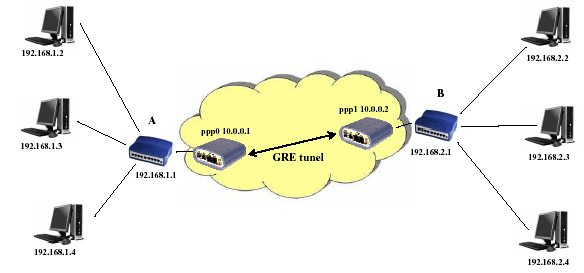 192.168.1.2
192.168.2.2
B
ppp1 10.0.0.2
A
ppp0 10.0.0.1
192.168.1.3
192.168.2.1
192.168.2.3
GRE tunel
192.168.1.1
192.168.1.4
192.168.2.4